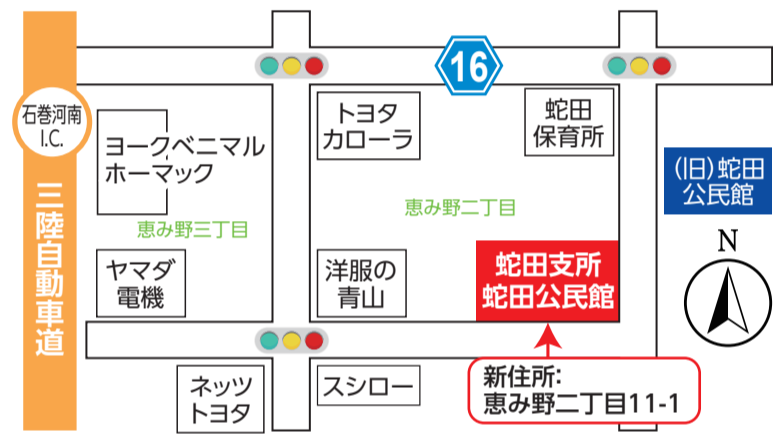 16
石巻河南
I.C.
三陸自動車道
ヨークベニマル
ホーマック
トヨタ
カローラ
蛇田
保育所
(旧)蛇田
公民館
恵み野三丁目
恵み野二丁目
N
ヤマダ
電機
洋服の
青山
蛇田支所
蛇田公民館
ネッツ
トヨタ
スシロー
新住所:
恵み野二丁目11-1